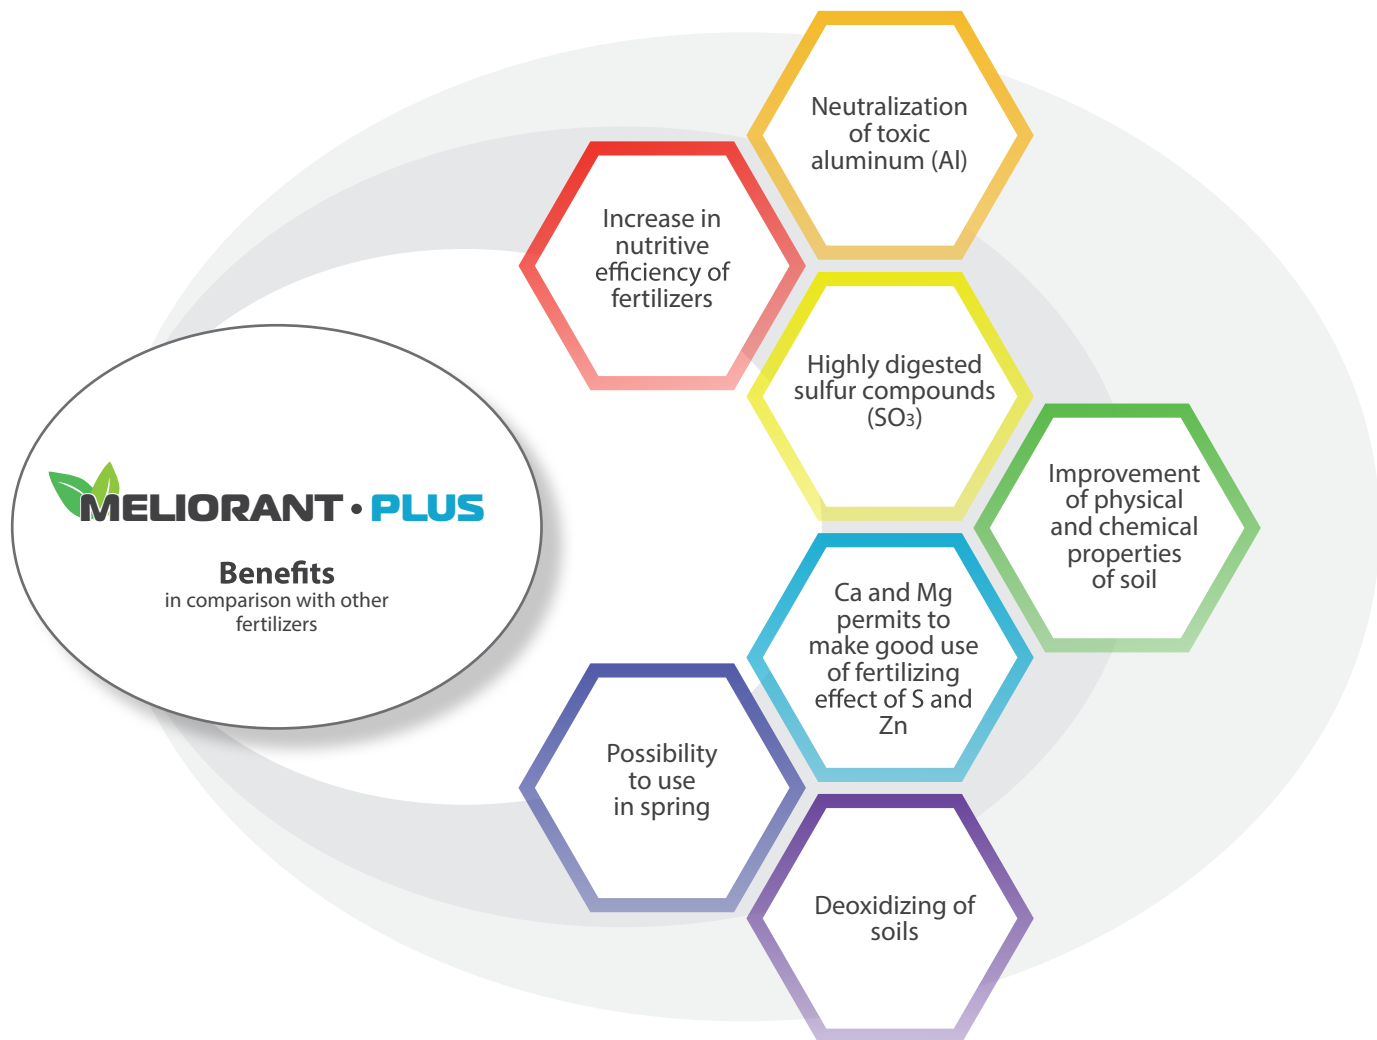 Neutralization
of toxic
aluminum (Al)
Increase in
nutritive
efficiency of
fertilizers
Highly digested
sulfur compounds
(SO₃)
Improvement
of physical
and chemical
properties
of soil
MELIORANT • PLUS
Benefits
in comparison with other
fertilizers
Ca and Mg
permits to
make good use
of fertilizing
effect of S and
Zn
Possibility
to use
in spring
Deoxidizing of
soils